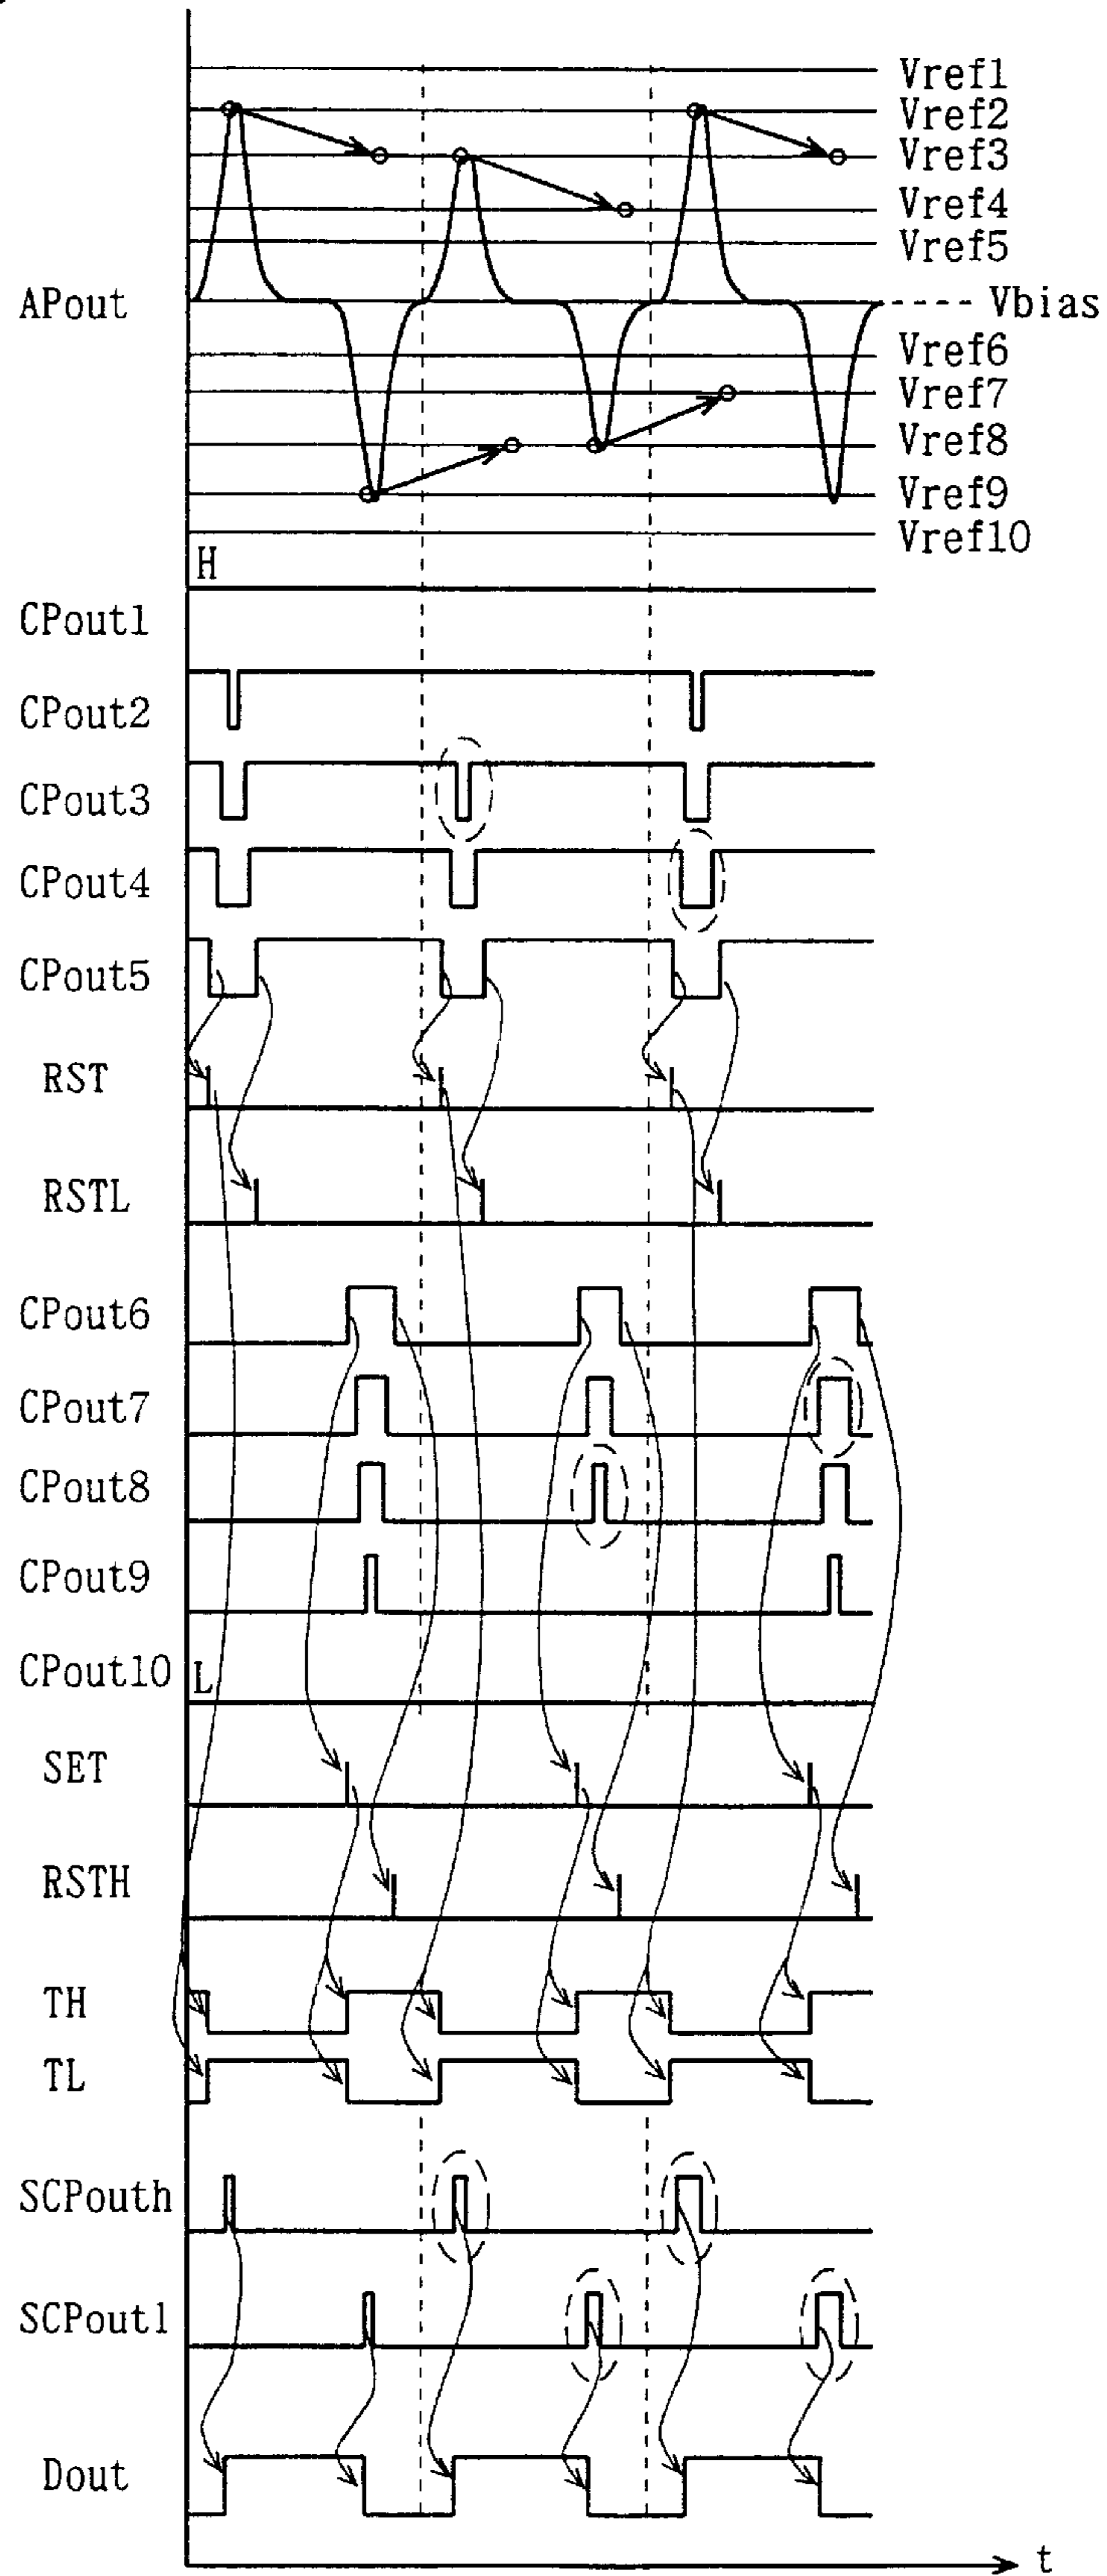 Vref1
Vref2
Vref3
Vref4
Vref5
APout
Vbias
Vref6
Vref7
Vref8
Vref9
Vref10
H
CPout1
CPout2
CPout3
CPout4
CPout5
RST
RSTL
CPout6
CPout7
CPout8
CPout9
CPout10
L
SET
RSTH
TH
TL
SCPouth
SCPoutl
Dout
t